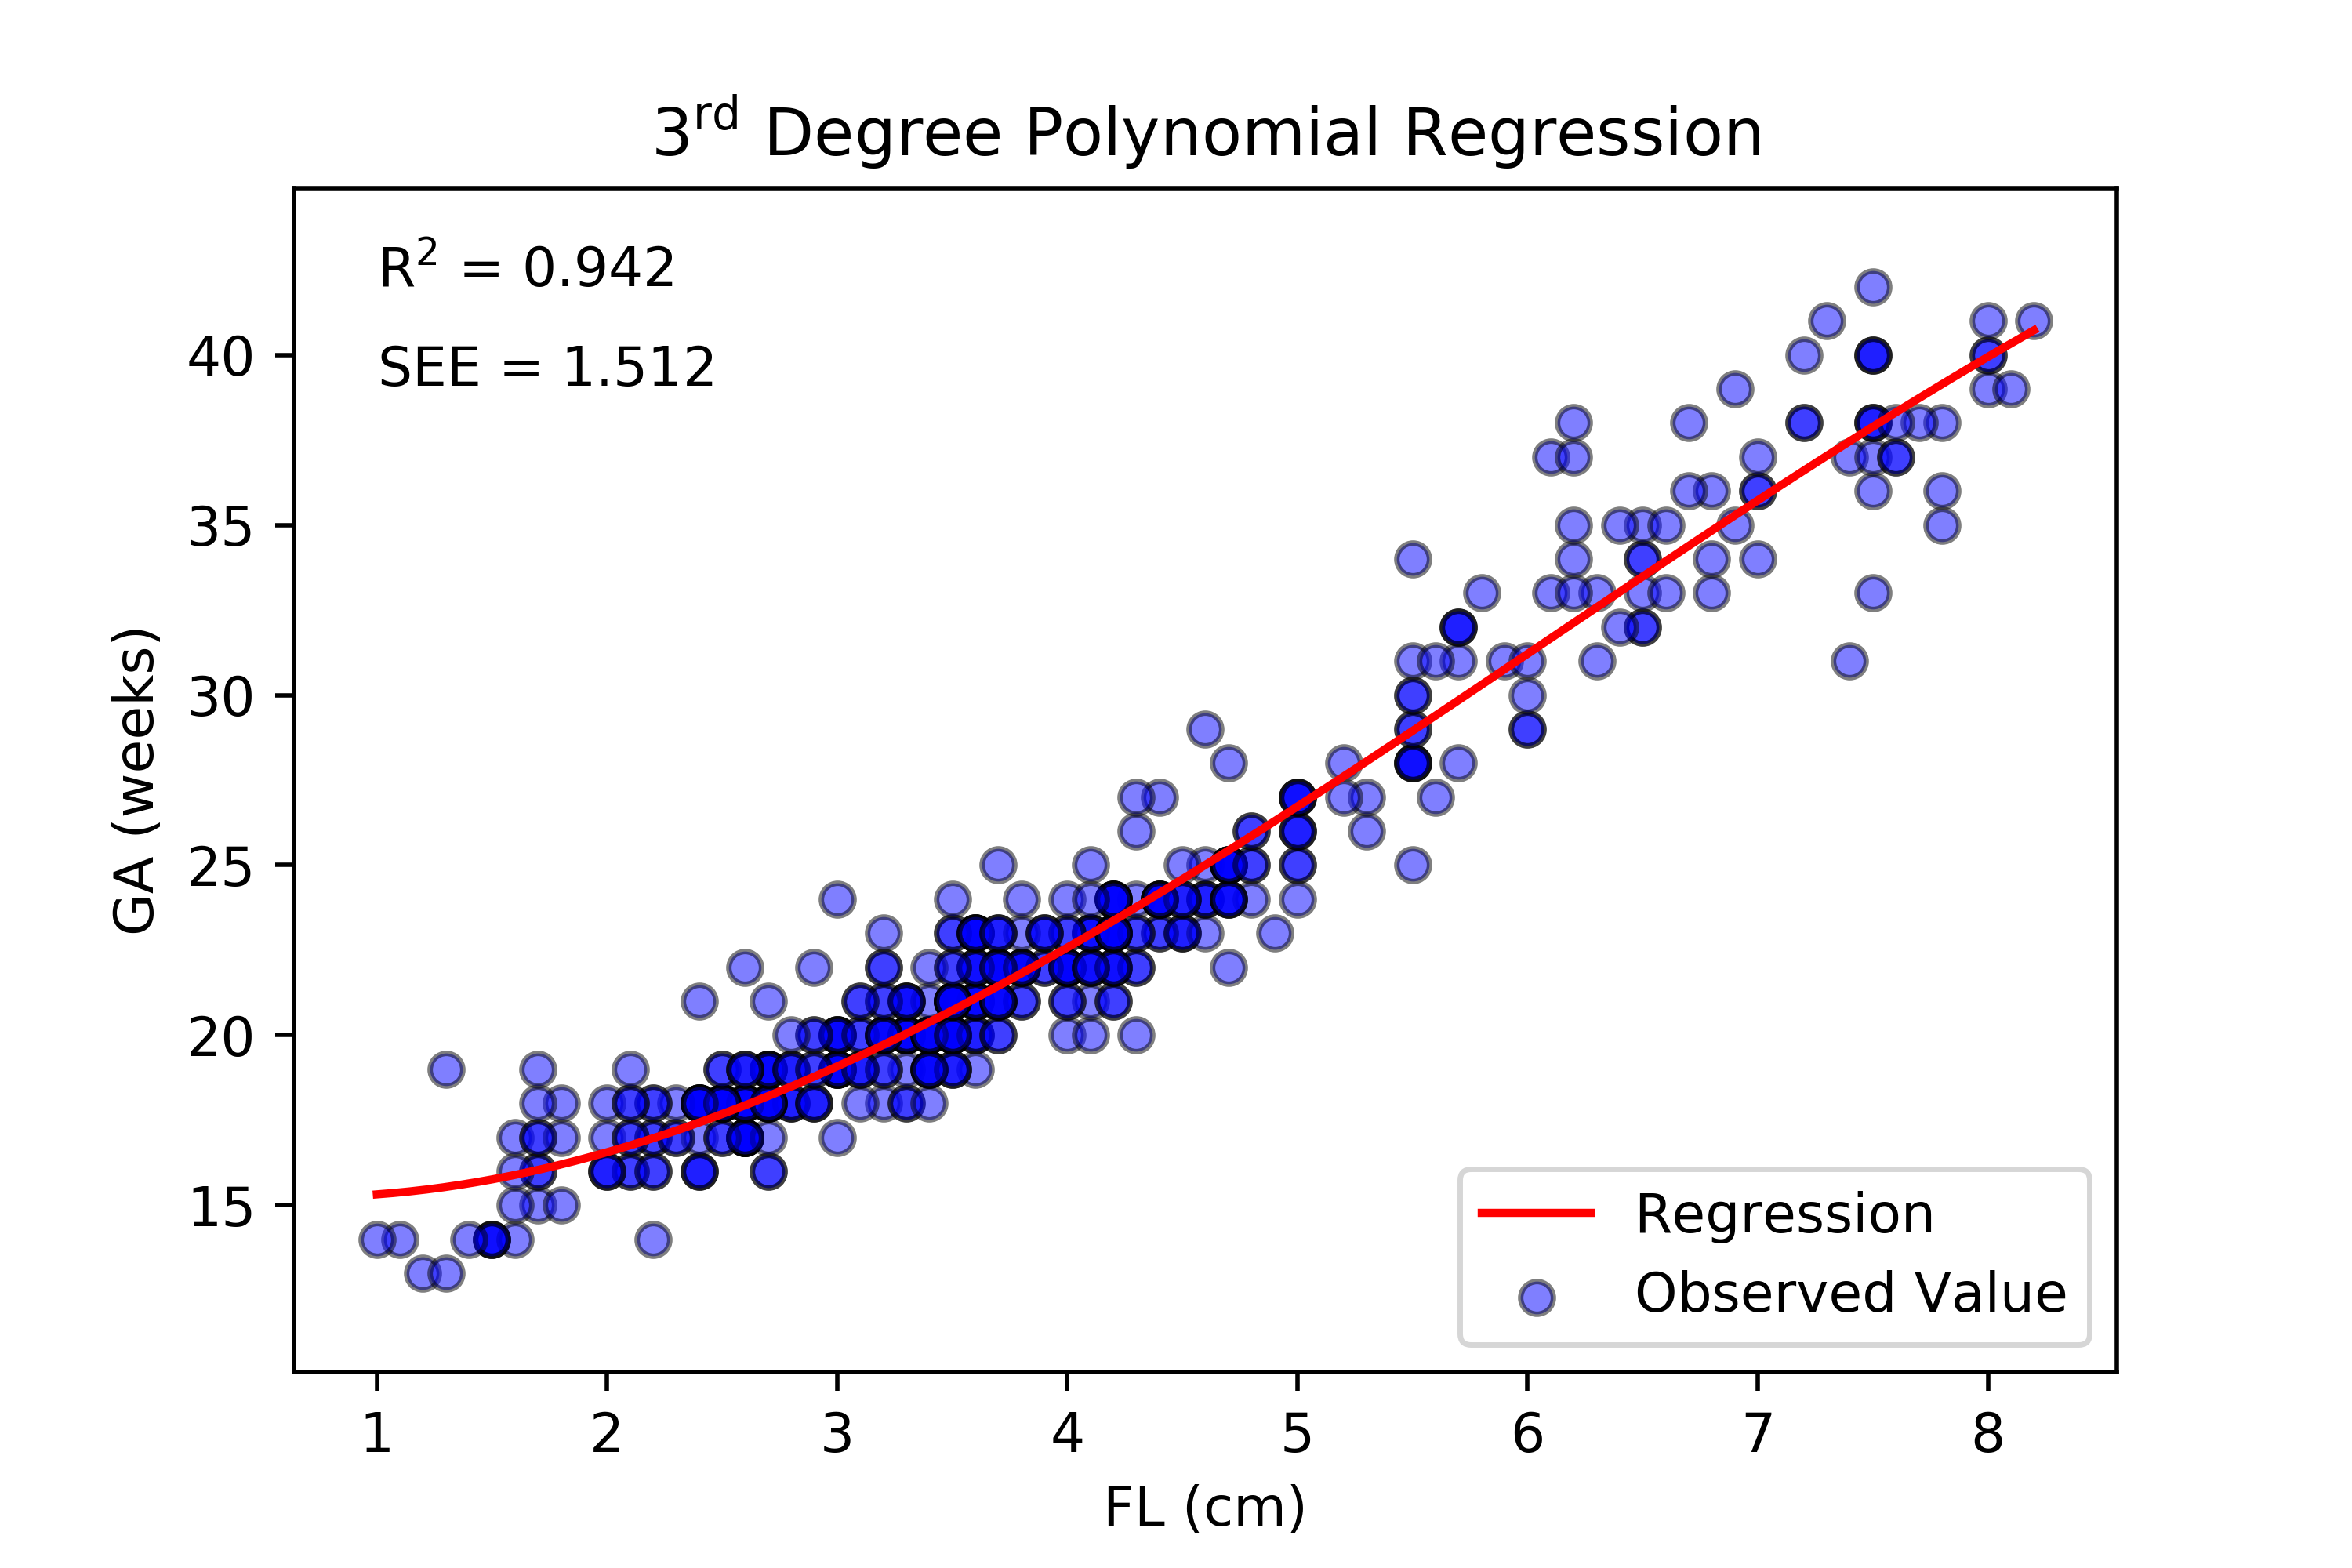 3rd Degree Polynomial Regression
R2 = 0.942
SEE = 1.512
GA (weeks)
40
35
30
25
20
15
Regression
Observed Value
1 2 3 4 5 6 7 8
FL (cm)